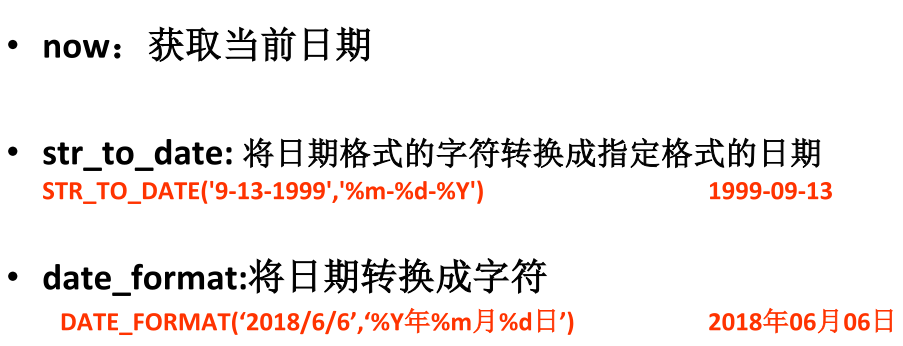 • now：获取当前日期
• str_to_date: 将日期格式的字符转换成指定格式的日期
STR_TO_DATE('9-13-1999','%m-%d-%Y') 1999-09-13
• date_format:将日期转换成字符
DATE_FORMAT(‘2018/6/6’,‘%Y年%m月%d日’) 2018年06月06日